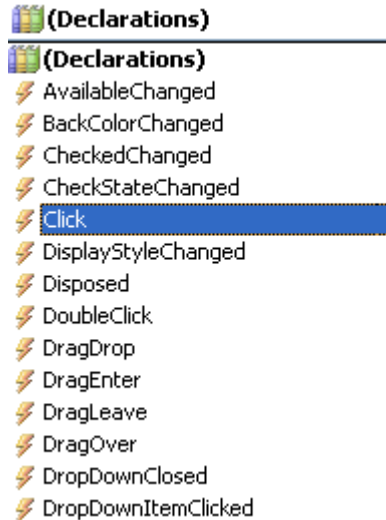 (Declarations)
(Declarations)
AvailableChanged
BackColorChanged
CheckedChanged
CheckStateChanged
Click
DisplayStyleChanged
Disposed
DoubleClick
DragDrop
DragEnter
DragLeave
DragOver
DropDownClosed
DropDownItemClicked